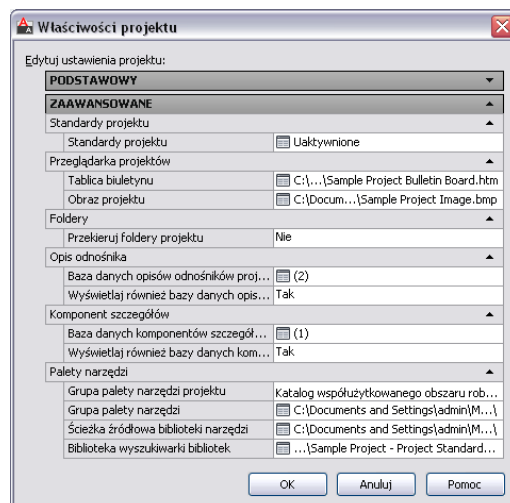 Właściwości projektu
Edytuj ustawienia projektu:
PODSTAWOWY
ZAAWANSOWANE
Standardy projektu
Standardy projektu Uaktywnione
Przeglądarka projektów
Tablica biuletynu C:\...\Sample Project Bulletin Board.htm
Obraz projektu C:\Docum...\Sample Project Image.bmp
Foldery
Przekieruj foldery projektu Nie
Opis odnośnika
Baza danych opisów odnośników proj... (2)
Wyświetlaj również bazy danych opis... Tak
Komponent szczegółów
Baza danych komponentów szczegół... (1)
Wyświetlaj również bazy danych kom... Tak
Palety narzędzi
Grupa palety narzędzi projektu Katalog współużytkowanego obszaru rob...
Grupa palety narzędzi C:\Documents and Settings\admin\M...\
Ścieżka źródłowa biblioteki narzędzi C:\Documents and Settings\admin\M...\
Biblioteka wyszukiwarki bibliotek ...\Sample Project - Project Standard...
OK Anuluj Pomoc